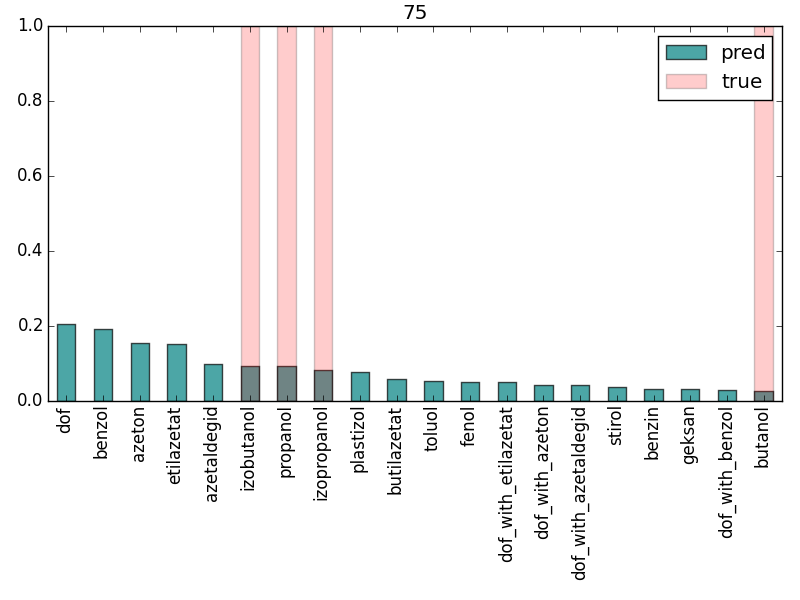 75
1.0
0.8
0.6
0.4
0.2
0.0
pred
true
dof
benzol
azeton
etilazetat
azetaldegid
izobutanol
propanol
izopropanol
plastizol
butilazetat
toluol
fenol
dof_with_etilazetat
dof_with_azeton
dof_with_azetaldegid
stirol
benzin
geksan
dof_with_benzol
butanol